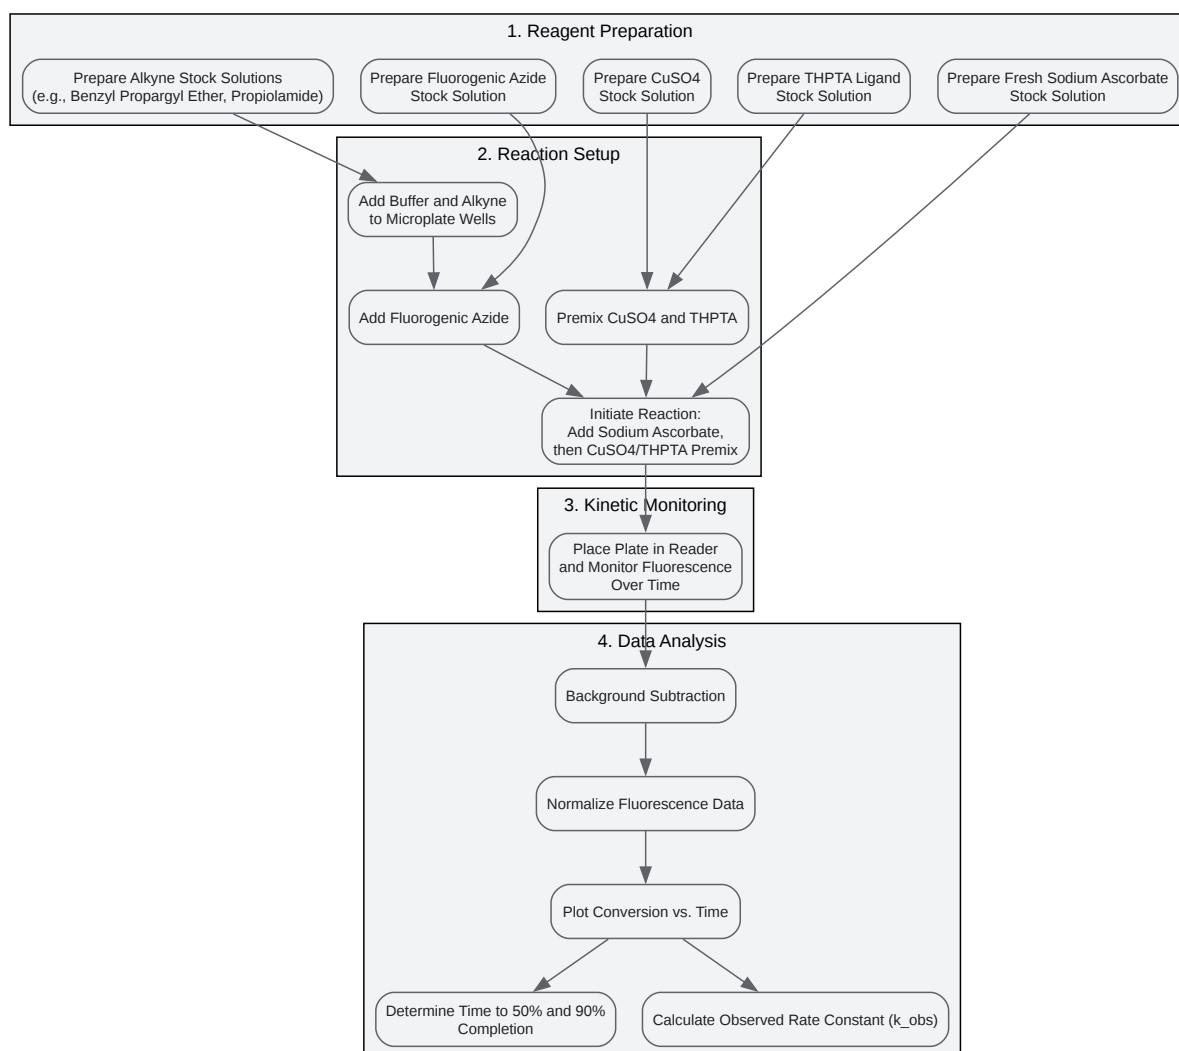 1. Reagent Preparation
Prepare Alkyne Stock Solutions
(e.g., Benzyl Propargyl Ether, Propiolamide)
Prepare Fluorogenic Azide
Stock Solution
Prepare CuSO4
Stock Solution
Prepare THPTA Ligand
Stock Solution
Prepare Fresh Sodium Ascorbate
Stock Solution
2. Reaction Setup
Add Buffer and Alkyne
to Microplate Wells
Add Fluorogenic Azide
Premix CuSO4 and THPTA
Initiate Reaction:
Add Sodium Ascorbate,
then CuSO4/THPTA Premix
3. Kinetic Monitoring
Place Plate in Reader
and Monitor Fluorescence
Over Time
4. Data Analysis
Background Subtraction
Normalize Fluorescence Data
Plot Conversion vs. Time
Determine Time to 50% and 90%
Completion
Calculate Observed Rate Constant (k_obs)